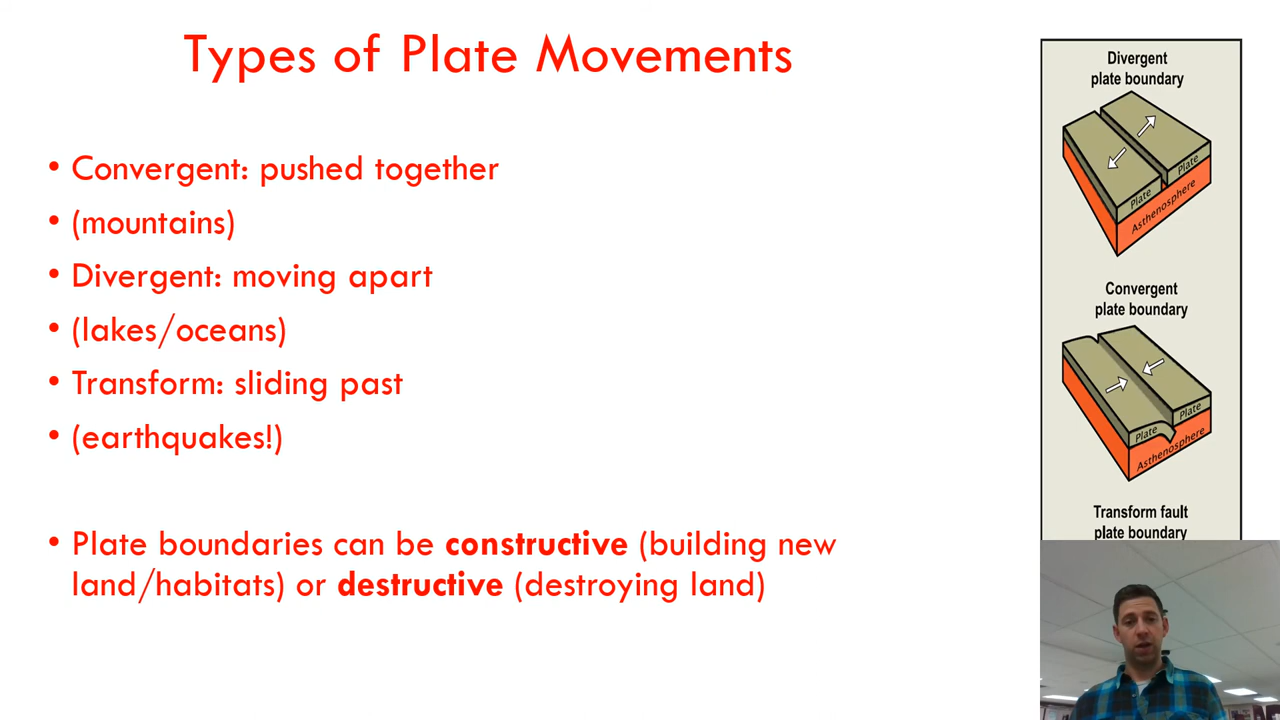 Types of Plate Movements
• Convergent: pushed together
• (mountains)
• Divergent: moving apart
• (lakes/oceans)
• Transform: sliding past
• (earthquakes!)
• Plate boundaries can be constructive (building new
land/habitats) or destructive (destroying land)
Divergent
plate boundary
Plate
Plate
Asthenosphere
Convergent
plate boundary
Plate
Plate
Asthenosphere
Transform fault
plate boundary